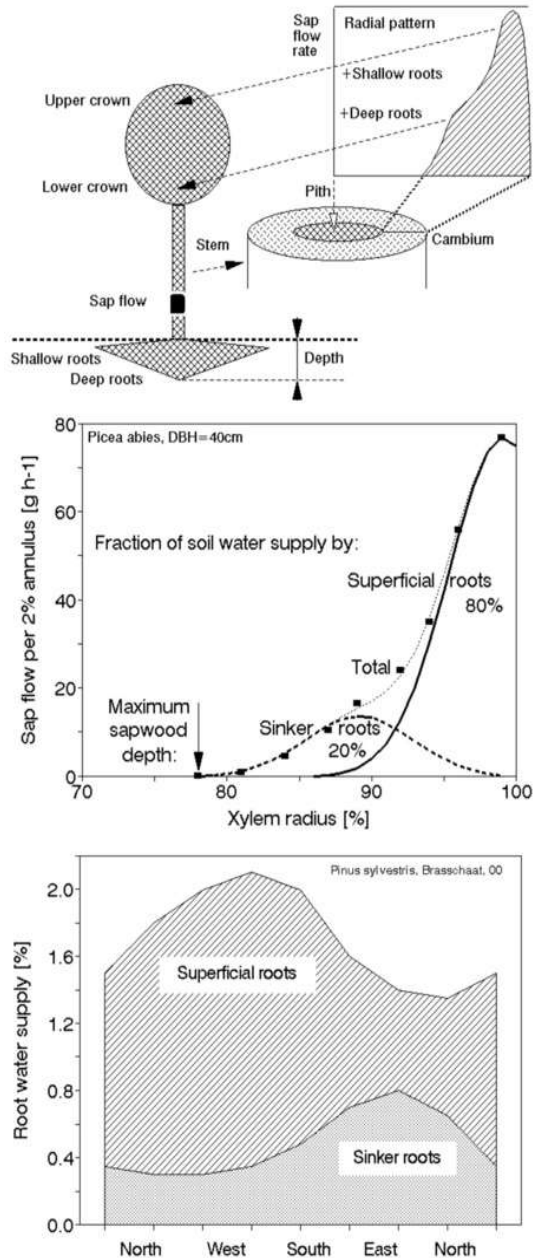 Sap
flow
rate
Radial pattern
+Shallow roots
+Deep roots
Upper crown
Lower crown
Pith
Stem
Cambium
Sap flow
Shallow roots
Depth
Deep roots
Picea abies, DBH=40cm
Sap flow per 2% annulus [g h-1]
80
60
40
20
0
Fraction of soil water supply by:
Superficial roots
80%
Total
Maximum
sapwood
depth:
Sinker roots
20%
70 80 90 100
Xylem radius [%]
Pinus sylvestris, Brasschaat, 00
Root water supply [%]
2.0
1.6
1.2
0.8
0.4
0.0
Superficial roots
Sinker roots
North West South East North